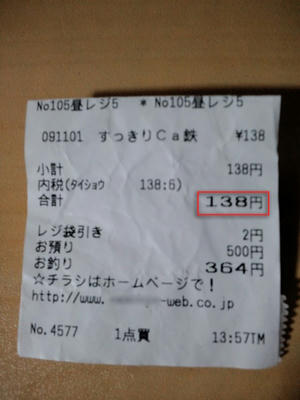 No105昼レジ5 * No105昼レジ5
091101 すっきりCa鉄 ¥138
小計 138円
内税(タイショウ 138:6)
合計 138円
レジ袋引き 2円
お預り 500円
お釣り 364円
☆チラシはホームページで!
http://www. -web.co.jp
No.4577 1点買 13:57TM